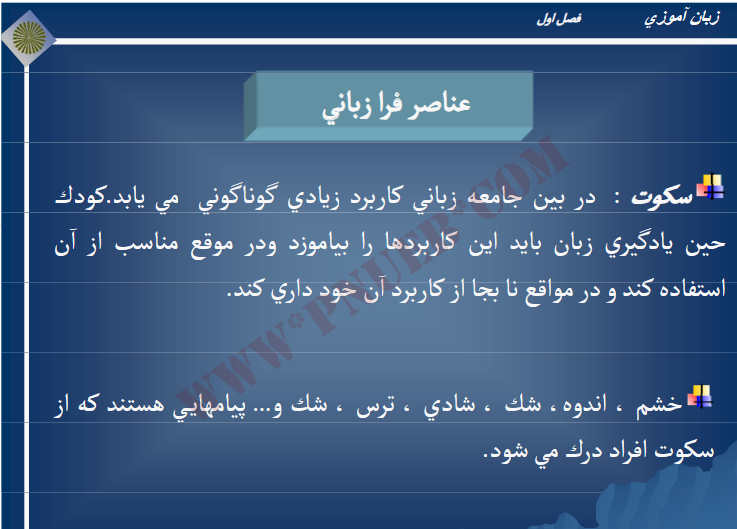 زبان آموزي
فصل اول
عناصر فرا زباني
سكوت : در بين جامعه زباني كاربرد زيادي گوناگوني مي يابد.كودك
حين يادگيري زبان بايد اين كاربردها را بياموزد ودر موقع مناسب از آن
استفاده كند و در مواقع نا بجا از كاربرد آن خود داري كند.
خشم ، اندوه ، شك ، شادي ، ترس ، شك و... پيامهايي هستند كه از
سكوت افراد درك مي شود.
WWW*PNUEB*COM